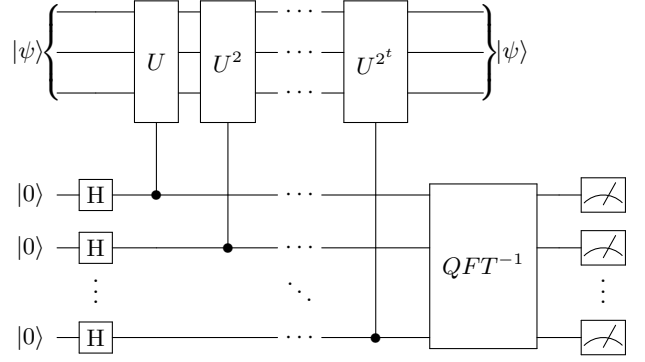 |ψ⟩ U U² ⋯ U^{2^t} |ψ⟩
|0⟩ H ⋯
|0⟩ H ⋯ QFT⁻¹
⋮ ⋱ ⋮
|0⟩ H ⋯